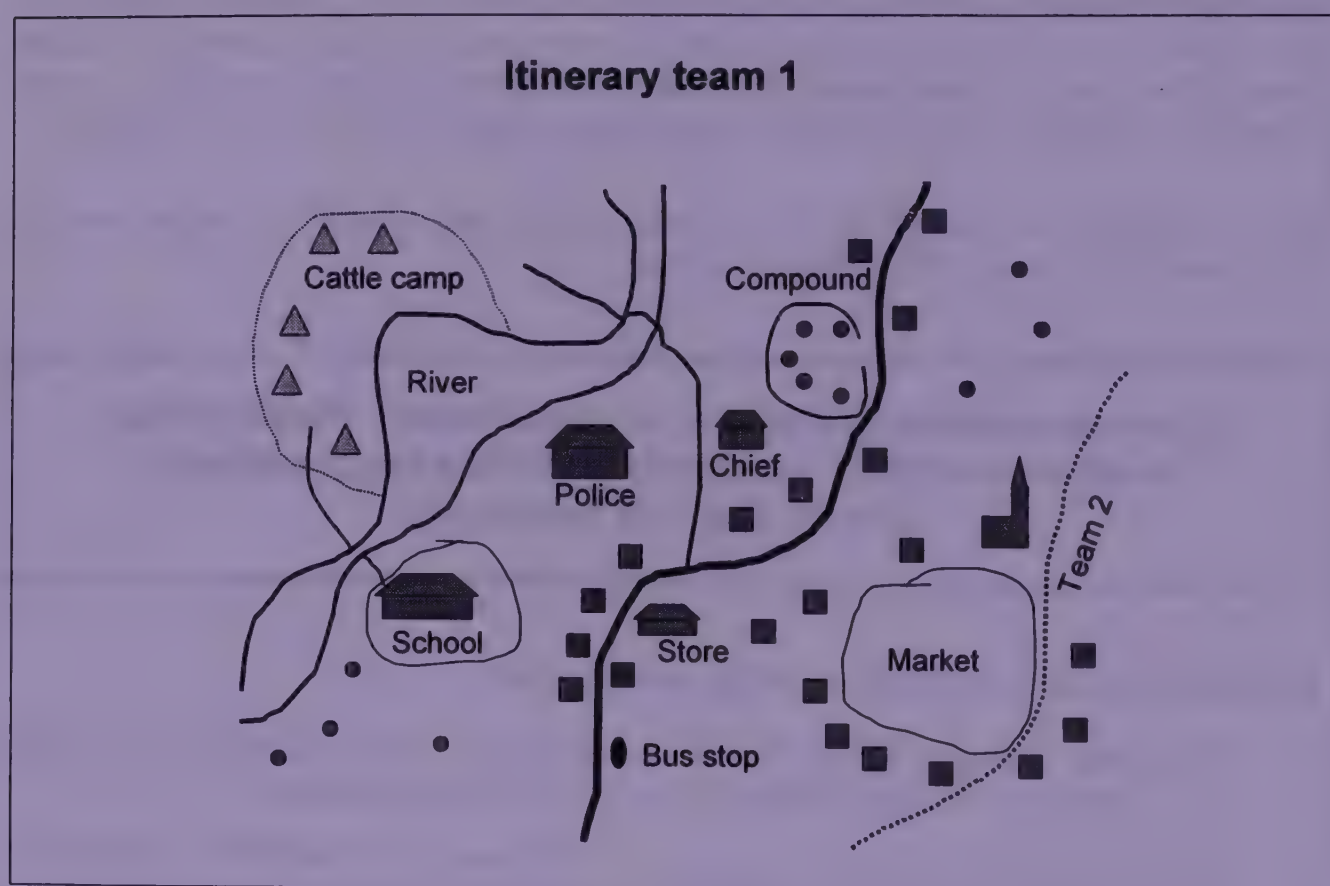 Itinerary team 1
Cattle camp
Compound
River
Chief
Police
Team 2
School
Store
Market
Bus stop